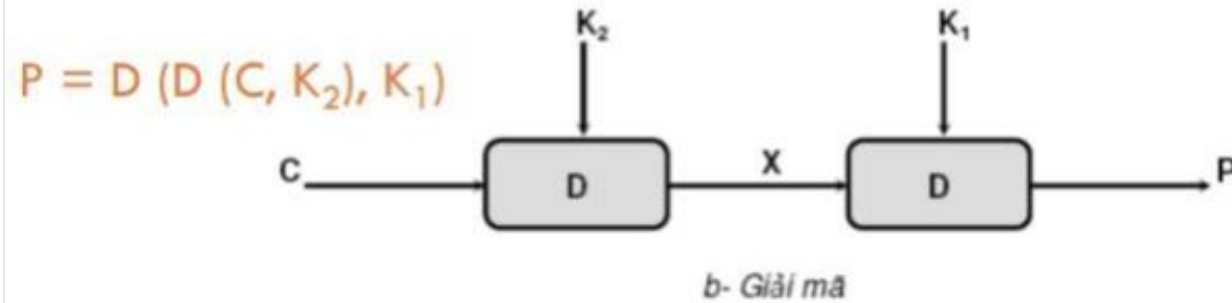 K₂ K₁
P = D (D (C, K₂), K₁)
C D X D P
b- Giải mã